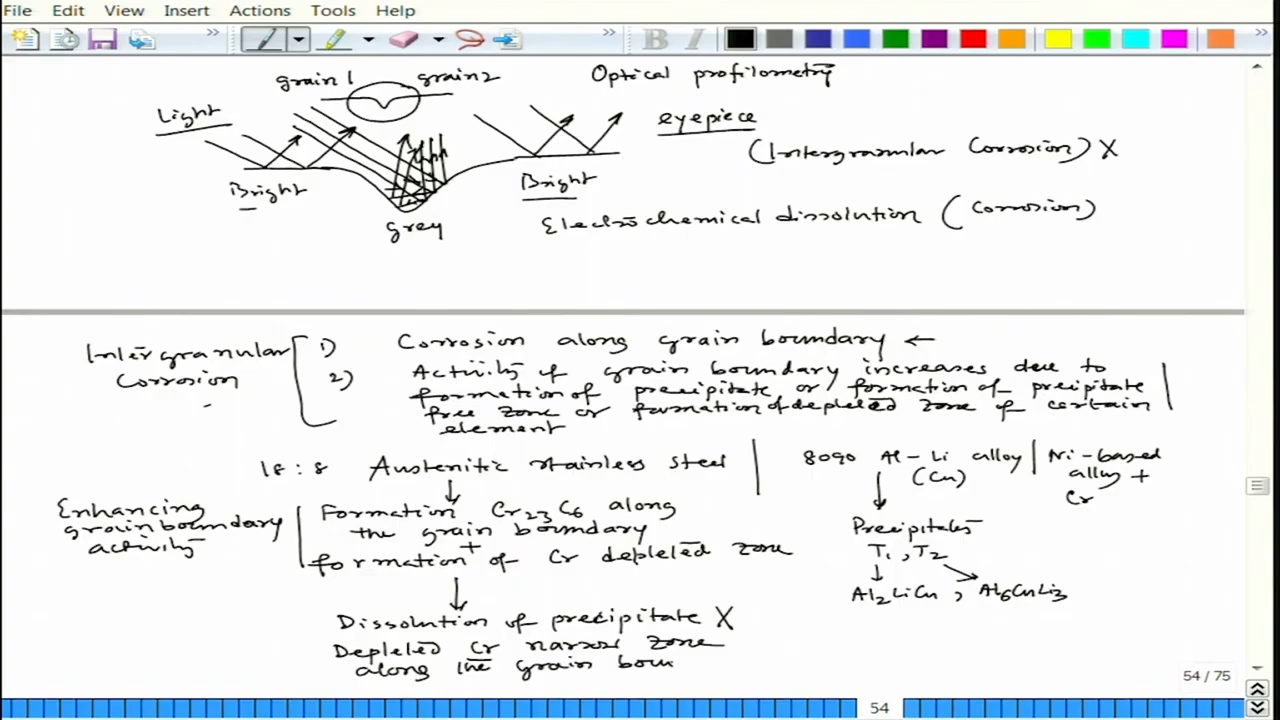 File Edit View Insert Actions Tools Help
grain 1 grain 2 Optical profilometry
Light eyepiece
(Intergranular Corrosion) X
Bright Bright
grey Electrochemical dissolution (Corrosion)
Intergranular Corrosion
1) Corrosion along grain boundary ←
2) Activity of grain boundary increases due to
formation of precipitate or formation of precipitate
free zone or formation of depleted zone of certain
element
18 : 8 Austenitic stainless steel
8090 Al-Li alloy
(Cu)
Ni-based
alloy +
Cr
Enhancing
grain boundary
activity
Formation Cr23C6 along
the grain boundary
+
formation of Cr depleted zone
Precipitates
T1, T2
Al2LiCu, Al6CuLi3
Dissolution of precipitate X
Depleted Cr narrow zone
along the grain boun
54 / 75
54